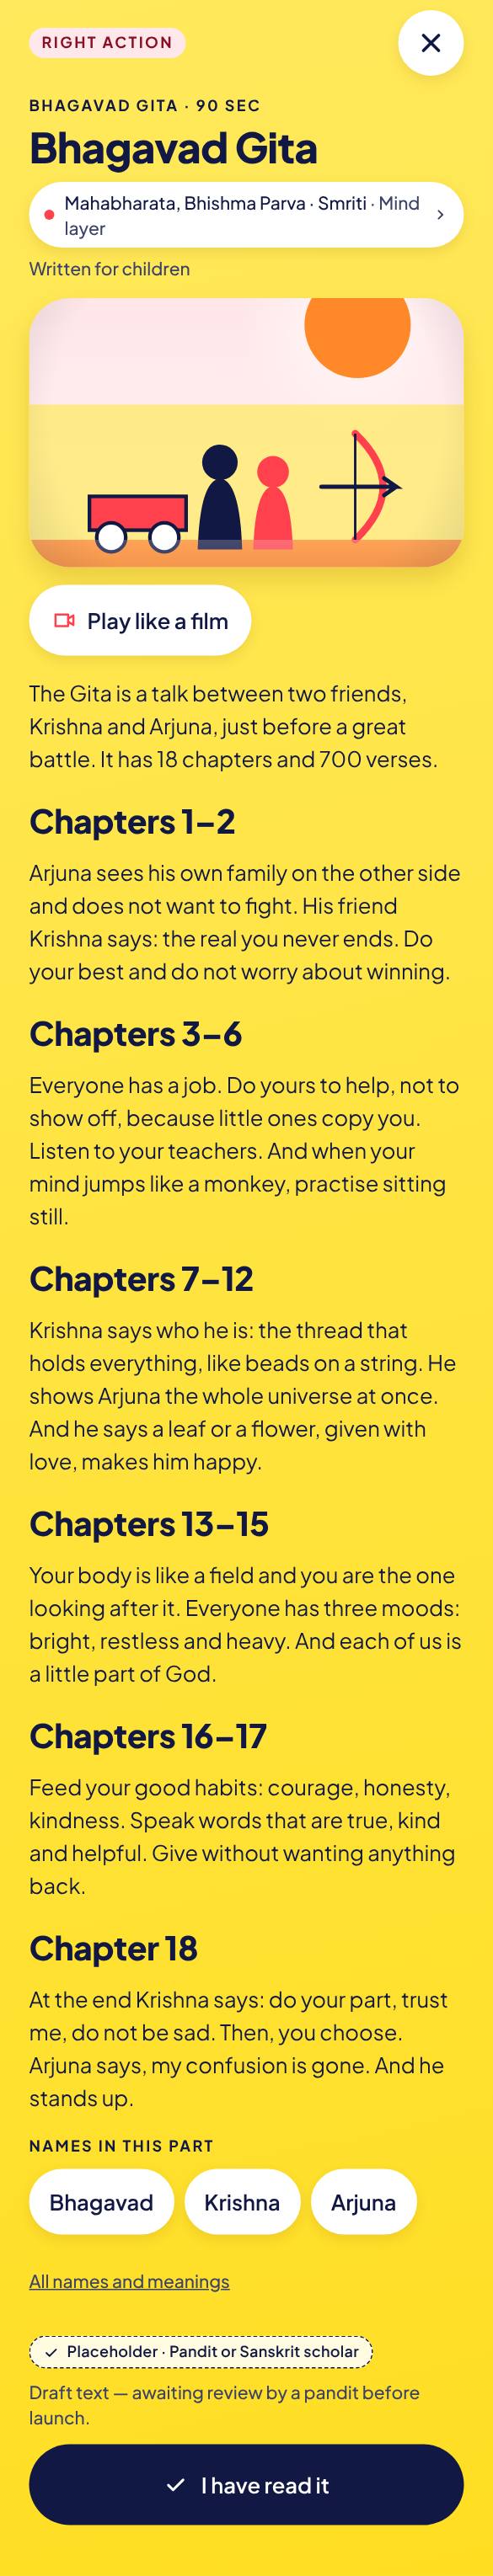 RIGHT ACTION
BHAGAVAD GITA · 90 SEC
Bhagavad Gita
Mahabharata, Bhishma Parva · Smriti · Mind
layer
Written for children
Play like a film
The Gita is a talk between two friends,
Krishna and Arjuna, just before a great
battle. It has 18 chapters and 700 verses.
Chapters 1–2
Arjuna sees his own family on the other side
and does not want to fight. His friend
Krishna says: the real you never ends. Do
your best and do not worry about winning.
Chapters 3–6
Everyone has a job. Do yours to help, not to
show off, because little ones copy you.
Listen to your teachers. And when your
mind jumps like a monkey, practise sitting
still.
Chapters 7–12
Krishna says who he is: the thread that
holds everything, like beads on a string. He
shows Arjuna the whole universe at once.
And he says a leaf or a flower, given with
love, makes him happy.
Chapters 13–15
Your body is like a field and you are the one
looking after it. Everyone has three moods:
bright, restless and heavy. And each of us is
a little part of God.
Chapters 16–17
Feed your good habits: courage, honesty,
kindness. Speak words that are true, kind
and helpful. Give without wanting anything
back.
Chapter 18
At the end Krishna says: do your part, trust
me, do not be sad. Then, you choose.
Arjuna says, my confusion is gone. And he
stands up.
NAMES IN THIS PART
Bhagavad Krishna Arjuna
All names and meanings
Placeholder · Pandit or Sanskrit scholar
Draft text — awaiting review by a pandit before
launch.
I have read it